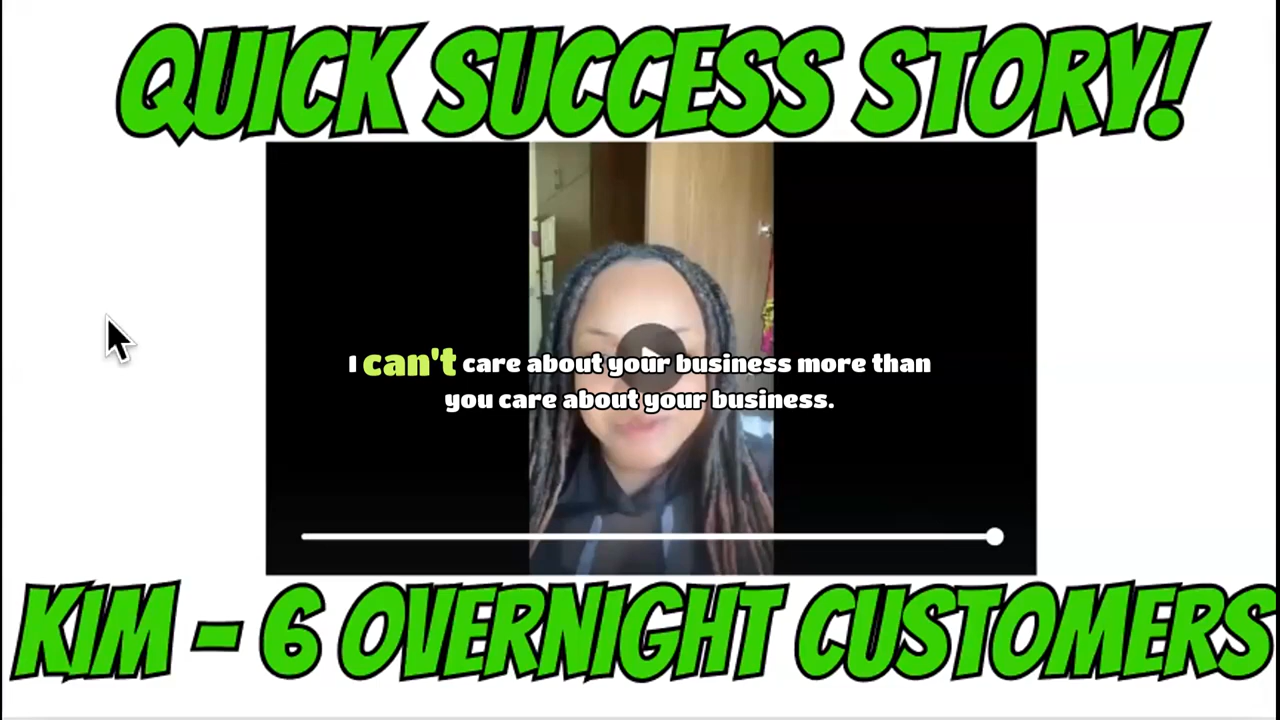 QUICK SUCCESS STORY!
I can't care about your business more than
you care about your business.
KIM - 6 OVERNIGHT CUSTOMERS